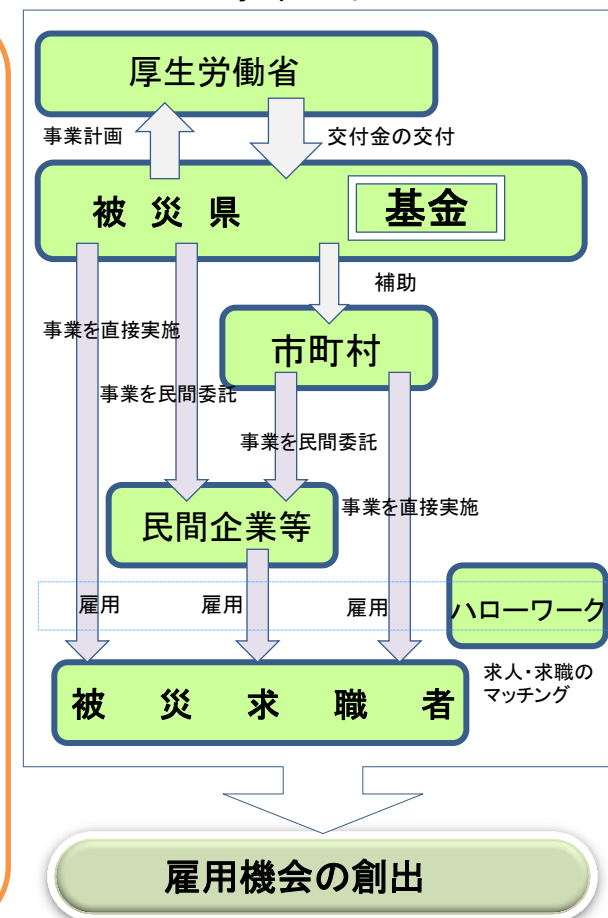 厚生労働省
事業計画
交付金の交付
被災県
基金
補助
事業を直接実施
市町村
事業を民間委託
事業を民間委託
事業を直接実施
民間企業等
雇用
雇用
雇用
ハローワーク
求人・求職の
マッチング
被災求職者
雇用機会の創出